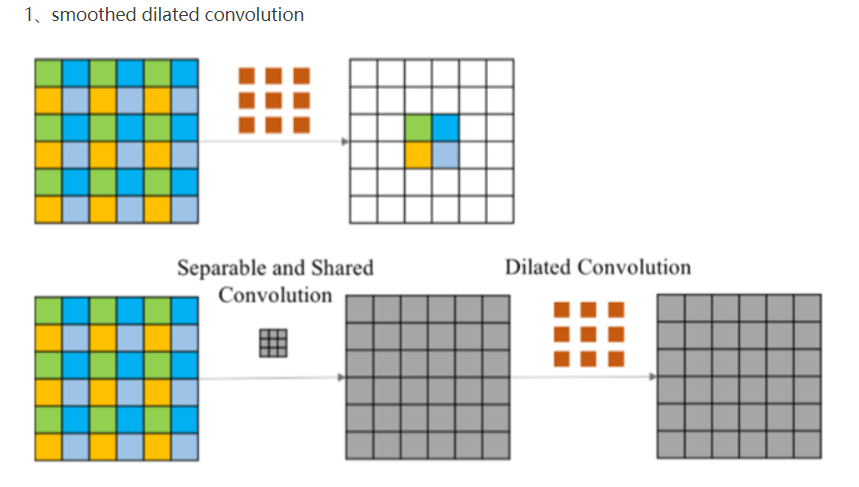 1、smoothed dilated convolution
Separable and Shared
Convolution
Dilated Convolution